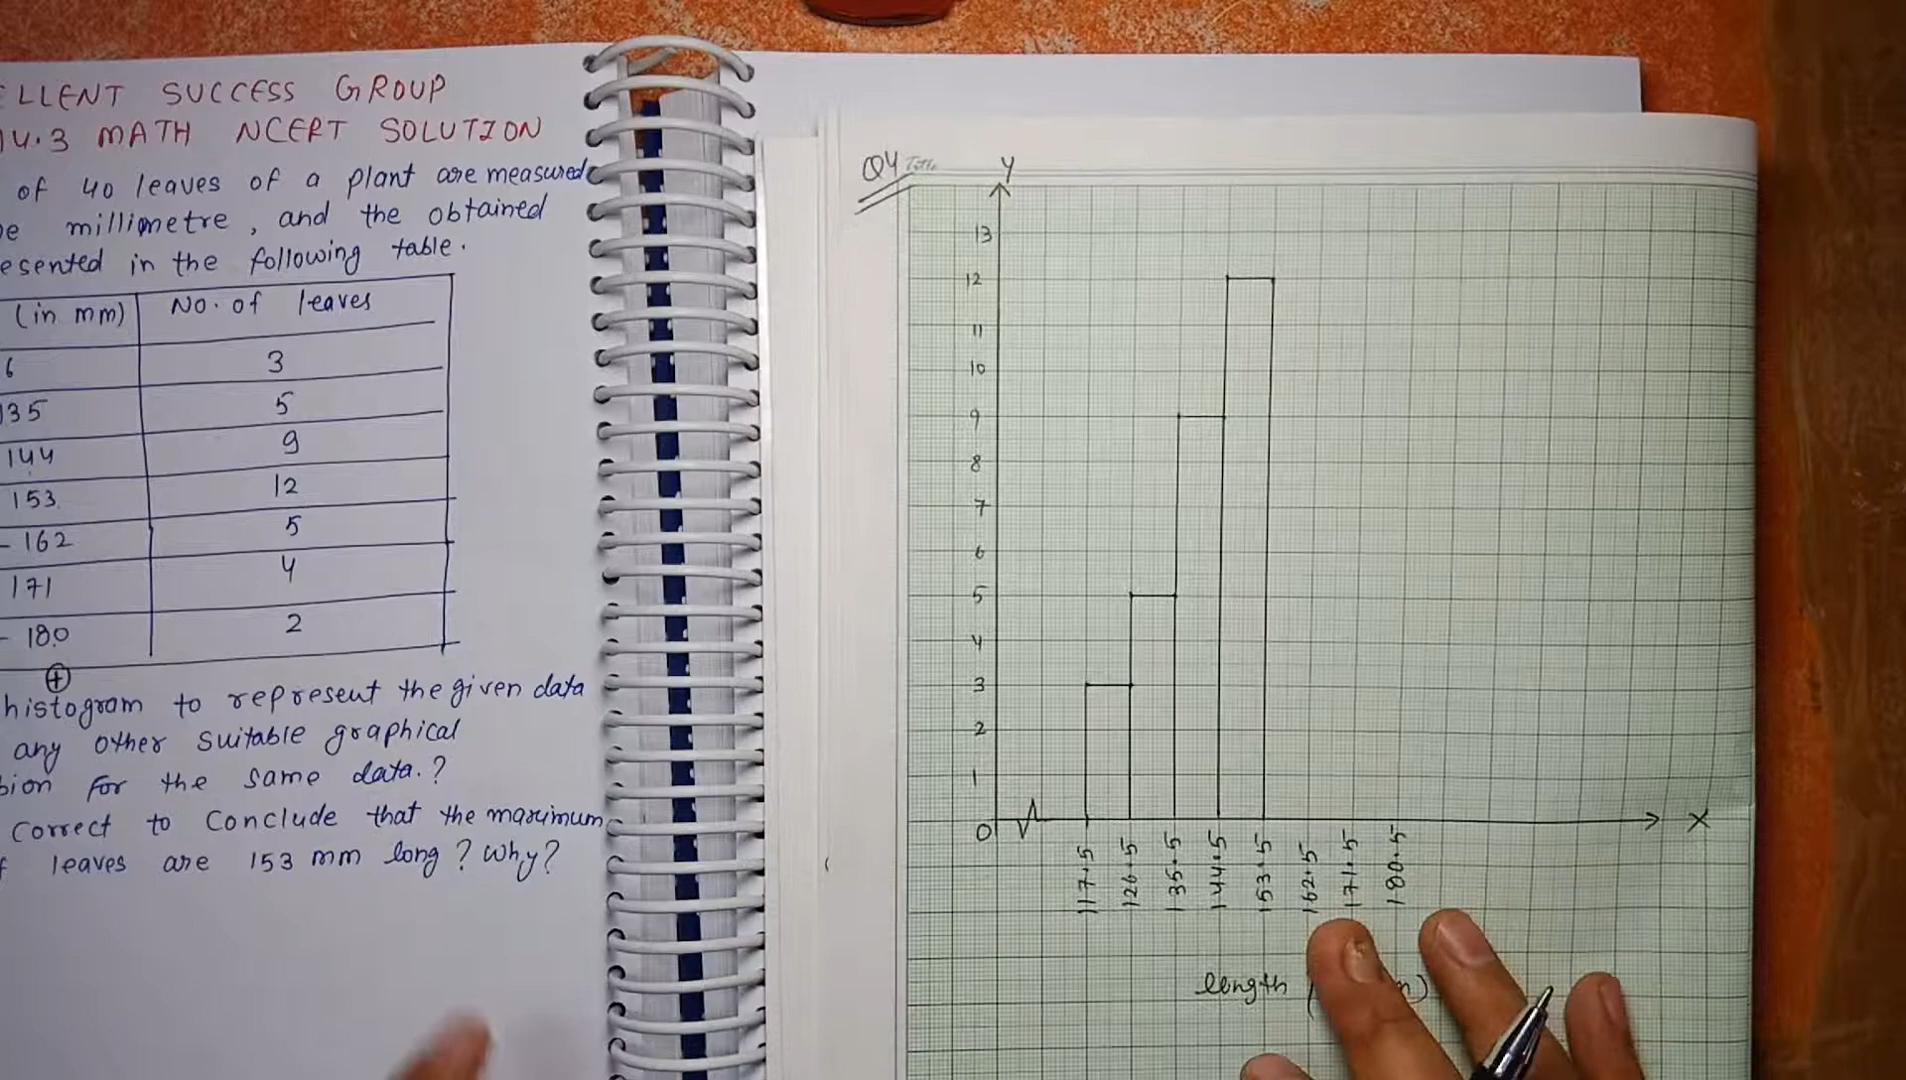 ELLENT SUCCESS GROUP
14.3 MATH NCERT SOLUTION
of 40 leaves of a plant are measured
millimetre, and the obtained
esented in the following table.
(in mm) No. of leaves
6 3
135 5
144 9
153 12
- 162 5
171 4
- 180 2
histogram to represent the given data
any other suitable graphical
for the same data.?
correct to conclude that the maximum
leaves are 153 mm long? Why?
Q4
Y
13
12
11
10
9
8
7
6
5
4
3
2
1
0
X
117.5
126.5
135.5
144.5
153.5
162.5
171.5
180.5
length